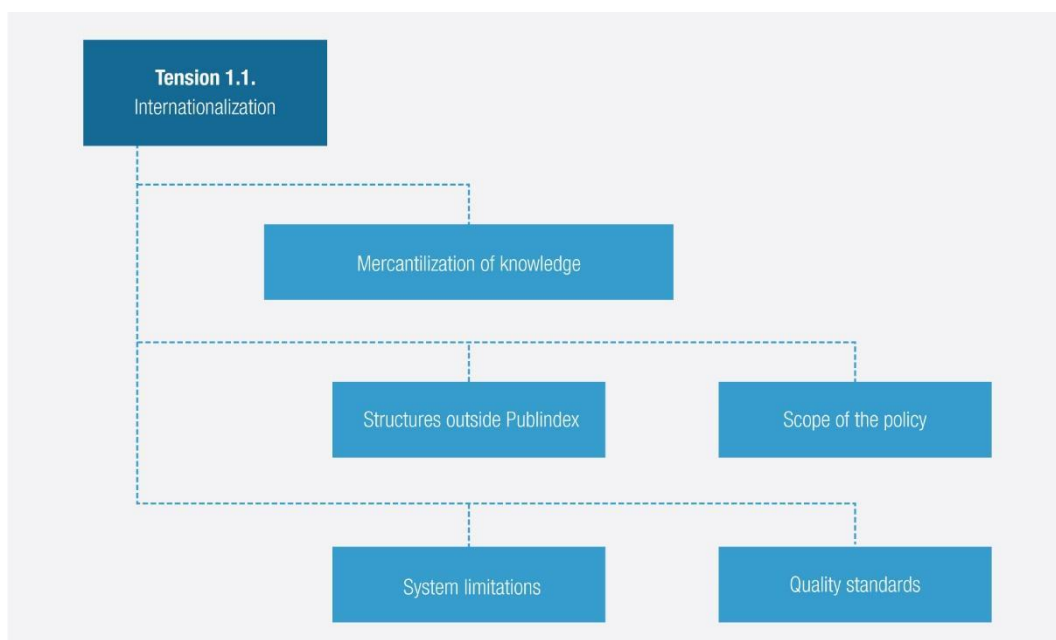 Tension 1.1.
Internationalization
Mercantilization of knowledge
Structures outside Publindex
Scope of the policy
System limitations
Quality standards